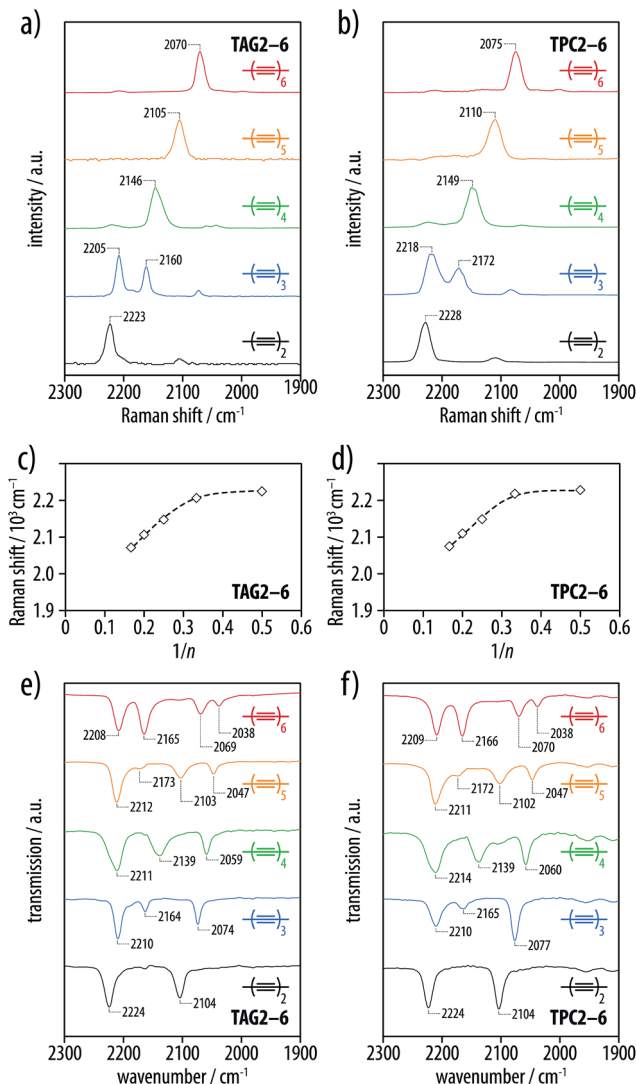 a)
TAG2–6
2070
6
2105
5
2146
4
2205
2160
3
2223
2
intensity / a.u.
2300 2200 2100 2000 1900
Raman shift / cm-1
b)
TPC2–6
2075
6
2110
5
2149
4
2218
2172
3
2228
2
intensity / a.u.
2300 2200 2100 2000 1900
Raman shift / cm-1
c)
Raman shift / 10³ cm⁻¹
2.2
2.1
2.0
1.9
TAG2–6
0 0.1 0.2 0.3 0.4 0.5 0.6
1/n
d)
Raman shift / 10³ cm⁻¹
2.2
2.1
2.0
1.9
TPC2–6
0 0.1 0.2 0.3 0.4 0.5 0.6
1/n
e)
6
2208 2165 2069 2038
5
2212 2173 2103 2047
4
2211 2139 2059
3
2210 2164 2074
2
2224 2104
TAG2–6
transmission / a.u.
2300 2200 2100 2000 1900
wavenumber / cm-1
f)
6
2209 2166 2070 2038
5
2211 2172 2102 2047
4
2214 2139 2060
3
2210 2165 2077
2
2224 2104
TPC2–6
transmission / a.u.
2300 2200 2100 2000 1900
wavenumber / cm-1